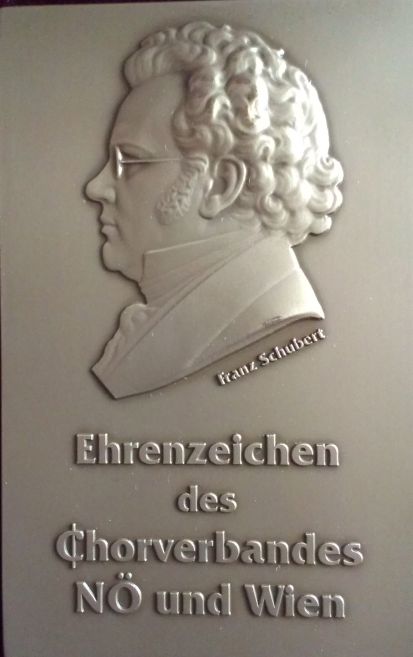 Franz Schubert
Ehrenzeichen
des
Chorverbandes
NÖ und Wien